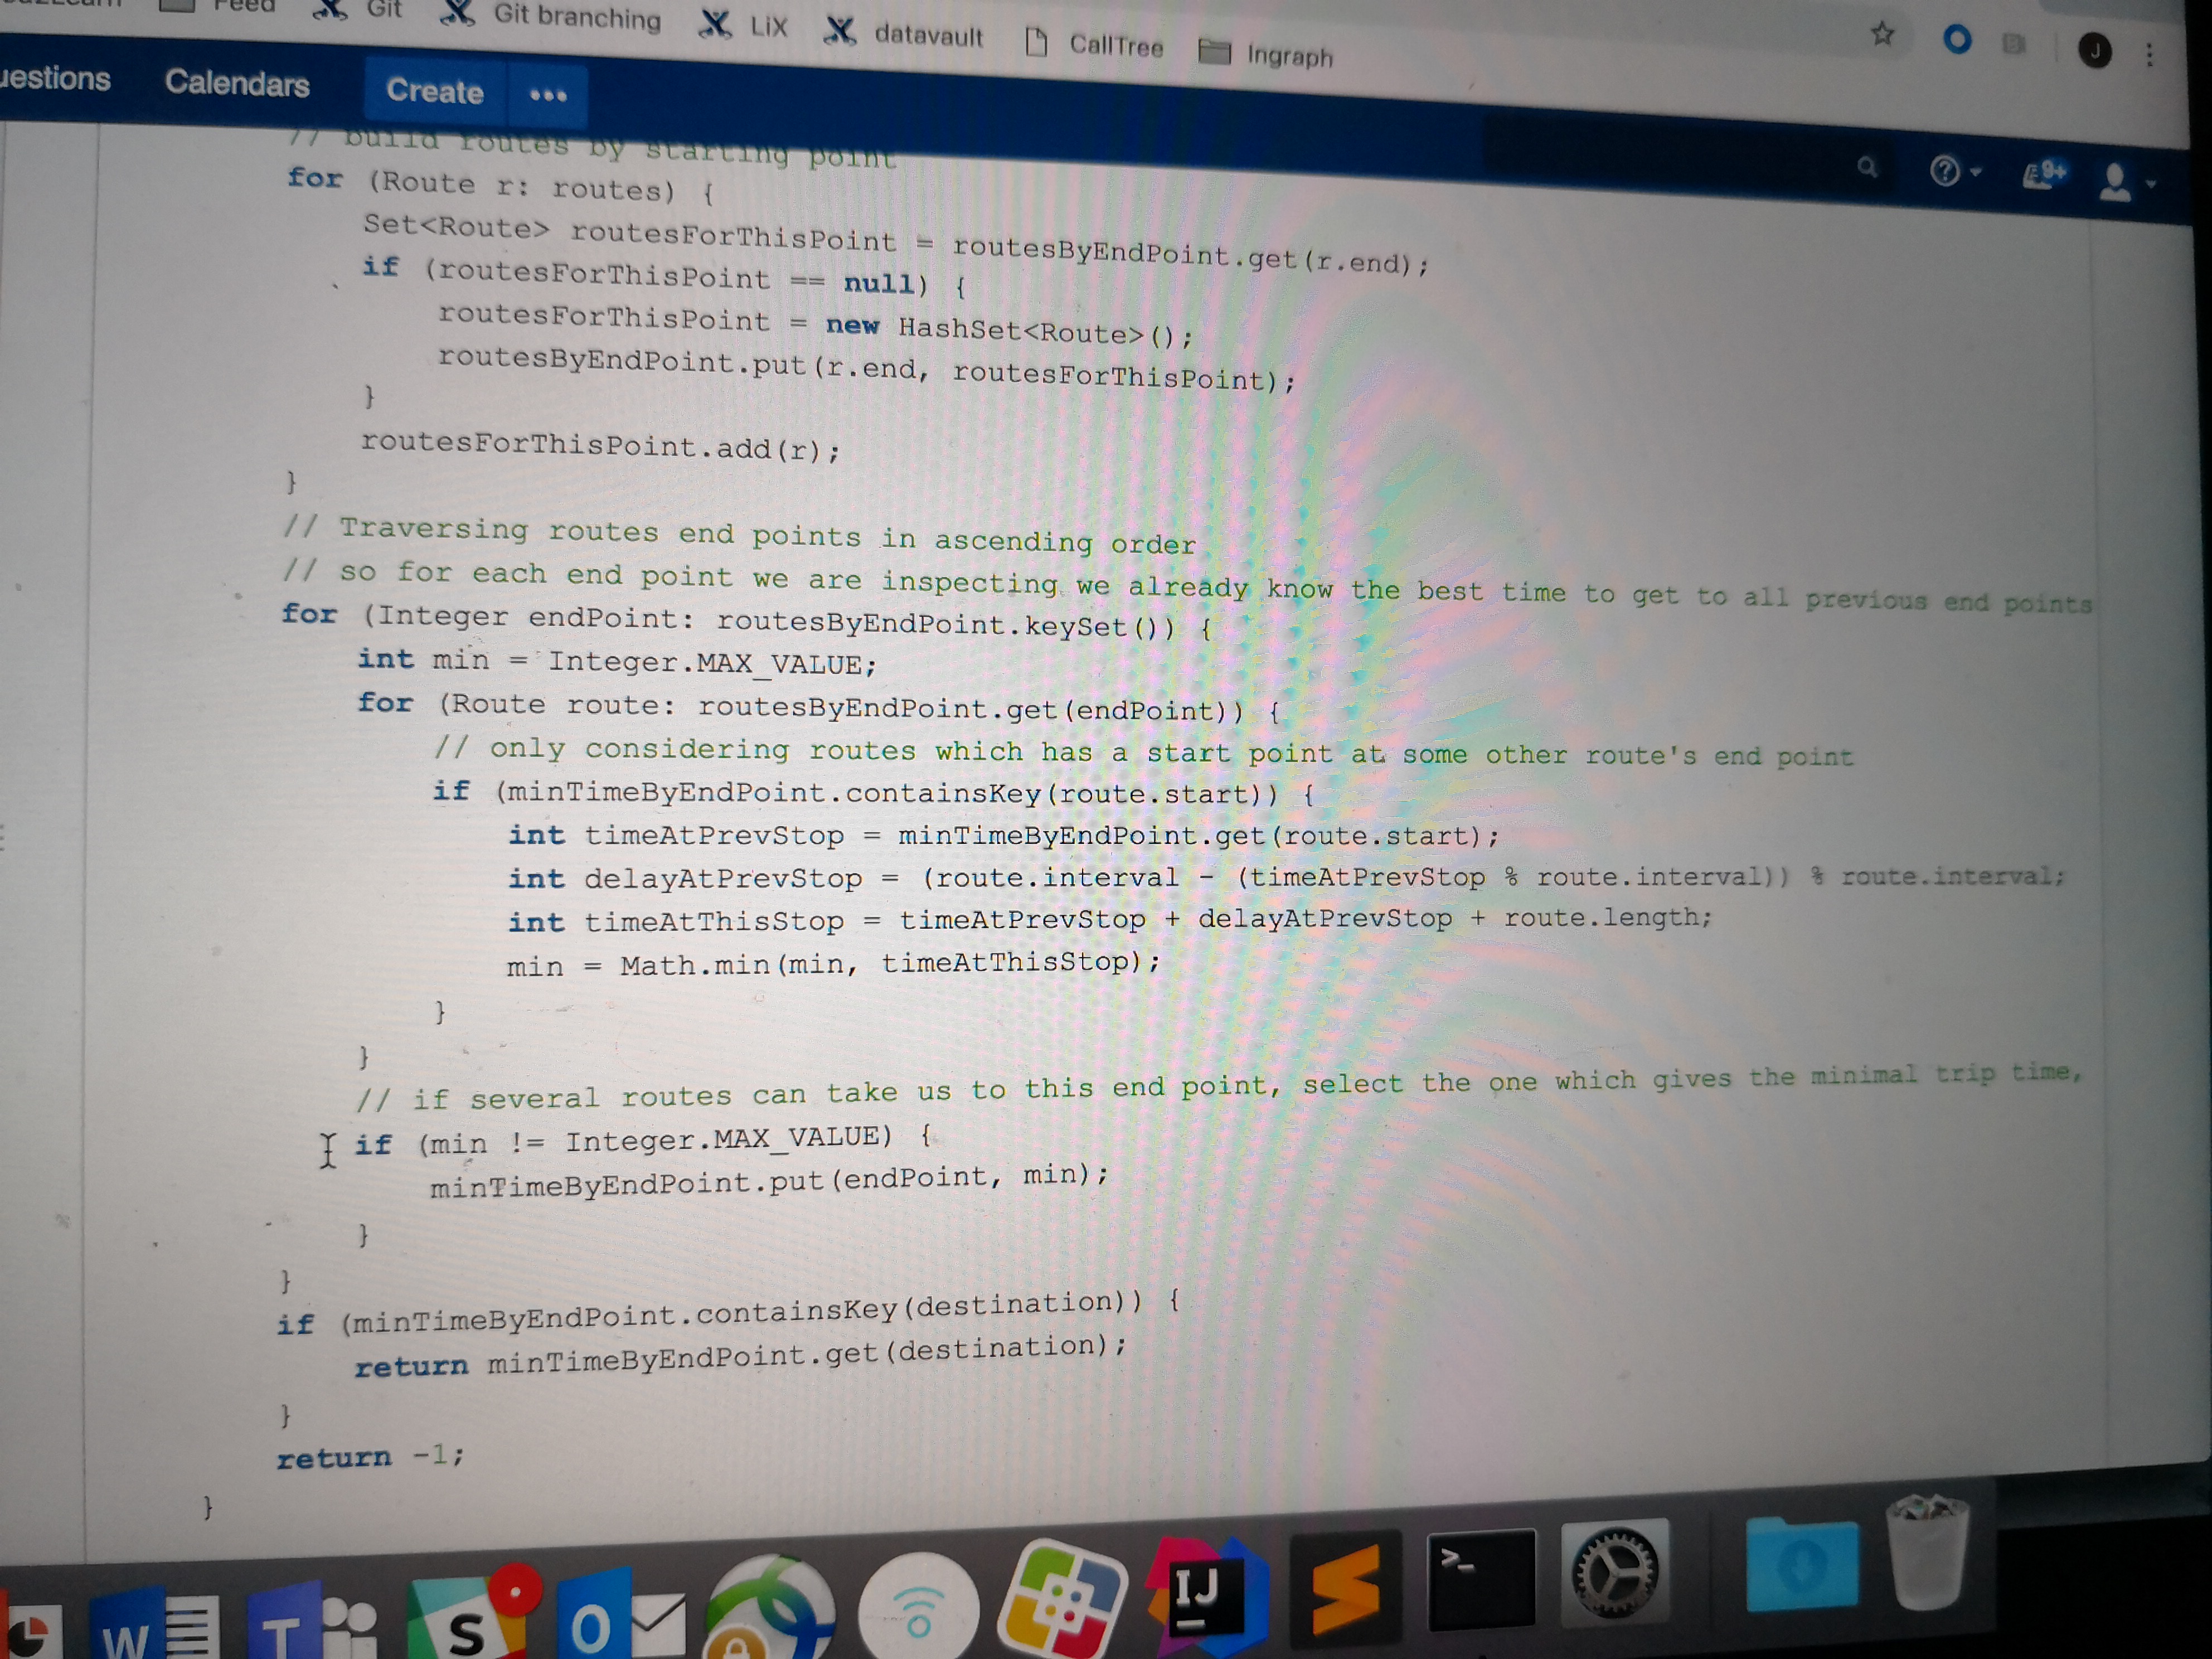 Feed Git Git branching LiX datavault CallTree Ingraph J
Calendars Create ••• 9+
// build routes by starting point
for (Route r: routes) {
Set<Route> routesForThisPoint = routesByEndPoint.get(r.end);
if (routesForThisPoint == null) {
routesForThisPoint = new HashSet<Route>();
routesByEndPoint.put(r.end, routesForThisPoint);
}
routesForThisPoint.add(r);
}
// Traversing routes end points in ascending order
// so for each end point we are inspecting we already know the best time to get to all previous end points
for (Integer endPoint: routesByEndPoint.keySet()) {
int min = Integer.MAX_VALUE;
for (Route route: routesByEndPoint.get(endPoint)) {
// only considering routes which has a start point at some other route's end point
if (minTimeByEndPoint.containsKey(route.start)) {
int timeAtPrevStop = minTimeByEndPoint.get(route.start);
int delayAtPrevStop = (route.interval - (timeAtPrevStop % route.interval)) % route.interval;
int timeAtThisStop = timeAtPrevStop + delayAtPrevStop + route.length;
min = Math.min(min, timeAtThisStop);
}
}
// if several routes can take us to this end point, select the one which gives the minimal trip time,
if (min != Integer.MAX_VALUE) {
minTimeByEndPoint.put(endPoint, min);
}
}
if (minTimeByEndPoint.containsKey(destination)) {
return minTimeByEndPoint.get(destination);
}
return -1;
}
W T S O IJ >_